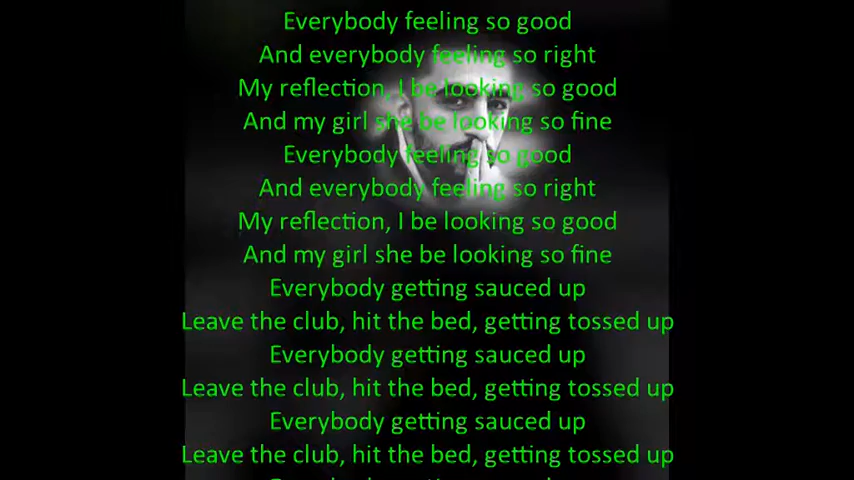 Everybody feeling so good
And everybody feeling so right
My reflection, I be looking so good
And my girl she be looking so fine
Everybody feeling so good
And everybody feeling so right
My reflection, I be looking so good
And my girl she be looking so fine
Everybody getting sauced up
Leave the club, hit the bed, getting tossed up
Everybody getting sauced up
Leave the club, hit the bed, getting tossed up
Everybody getting sauced up
Leave the club, hit the bed, getting tossed up